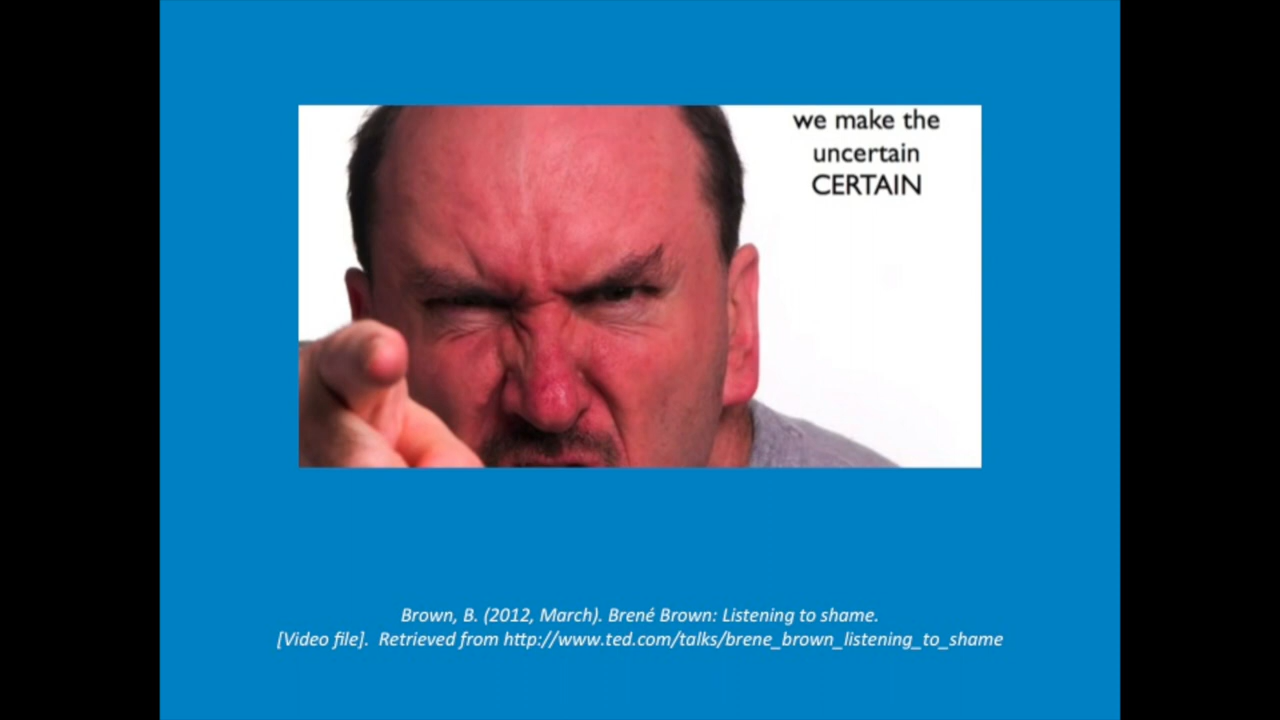 we make the
uncertain
CERTAIN
Brown, B. (2012, March). Brené Brown: Listening to shame.
[Video file].  Retrieved from http://www.ted.com/talks/brene_brown_listening_to_shame